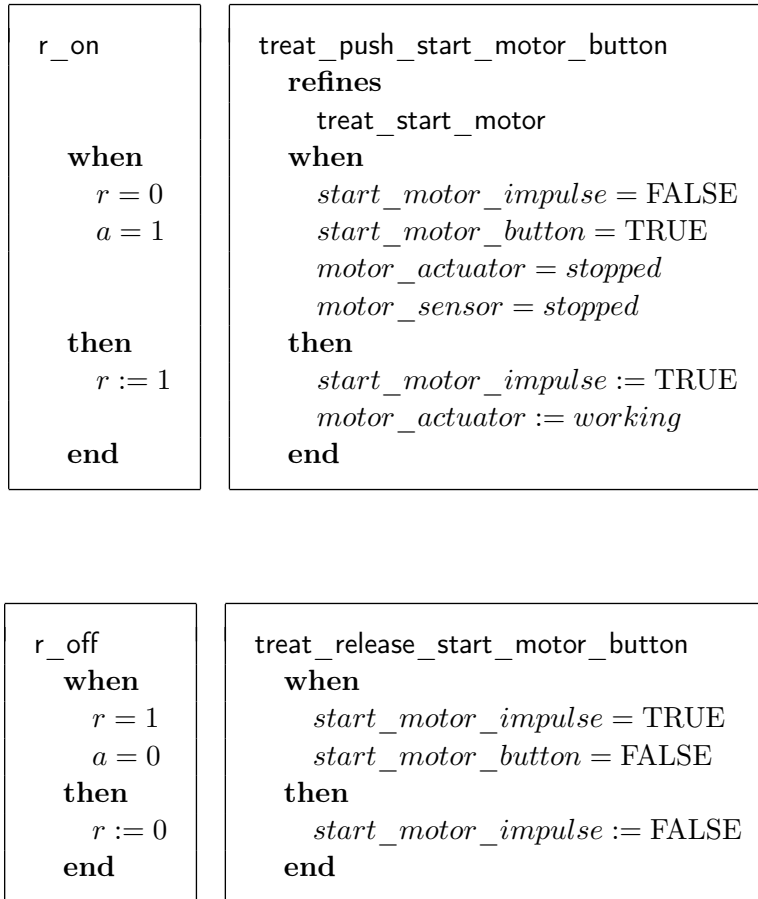 r_on
when
r = 0
a = 1
then
r := 1
end
treat_push_start_motor_button
refines
treat_start_motor
when
start_motor_impulse = FALSE
start_motor_button = TRUE
motor_actuator = stopped
motor_sensor = stopped
then
start_motor_impulse := TRUE
motor_actuator := working
end
r_off
when
r = 1
a = 0
then
r := 0
end
treat_release_start_motor_button
when
start_motor_impulse = TRUE
start_motor_button = FALSE
then
start_motor_impulse := FALSE
end